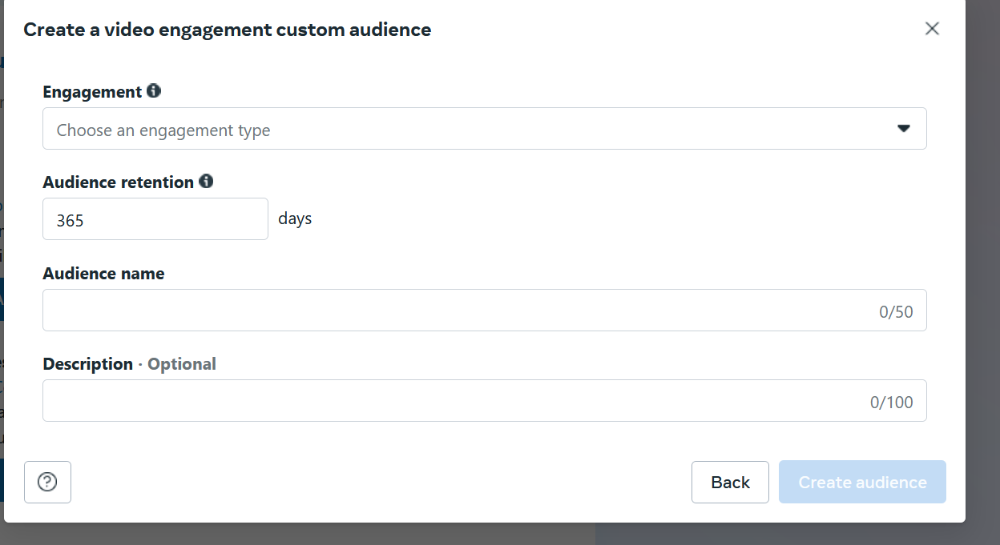 Create a video engagement custom audience
Engagement
Choose an engagement type
Audience retention
365 days
Audience name
0/50
Description · Optional
0/100
Back Create audience